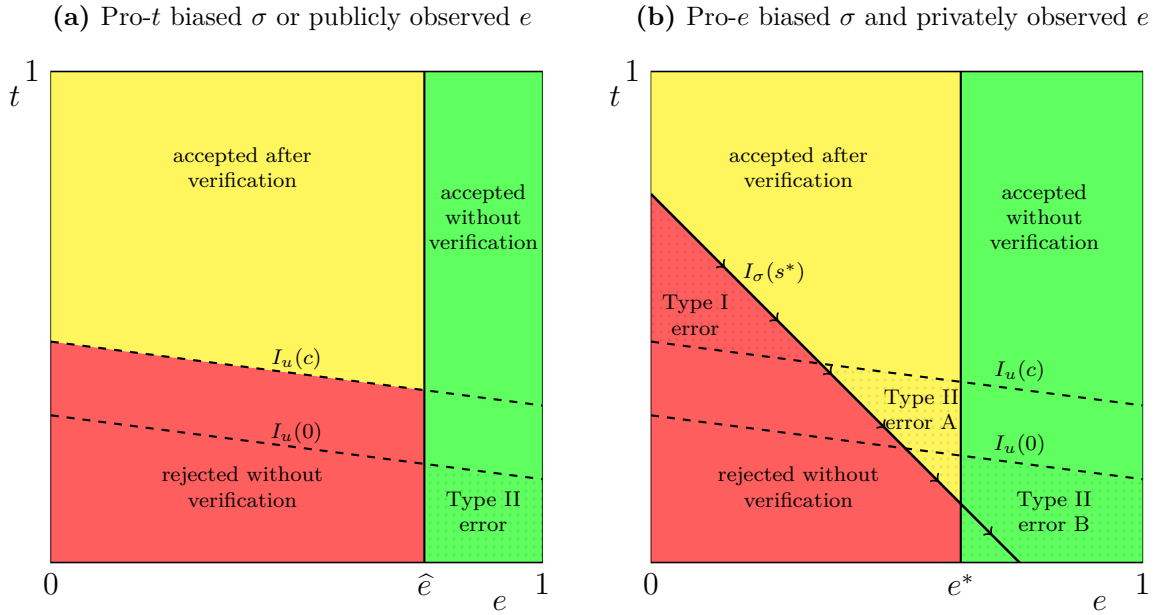 (a) Pro-t biased σ or publicly observed e
1
t
accepted after
verification
accepted
without
verification
I_u(c)
I_u(0)
rejected without
verification
Type II
error
0
ê
e
1
(b) Pro-e biased σ and privately observed e
1
t
accepted after
verification
accepted
without
verification
I_σ(s*)
Type I
error
I_u(c)
Type II
error A
I_u(0)
rejected without
verification
Type II
error B
0
e*
e
1